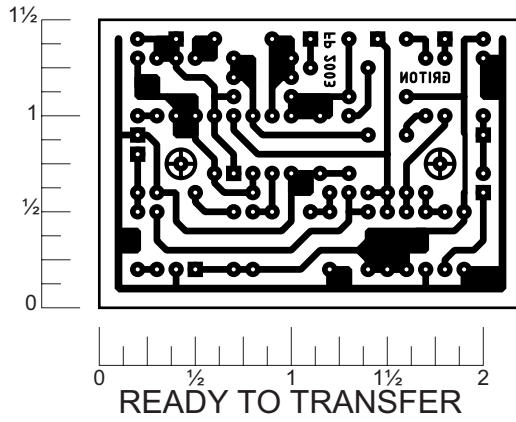 1½
FP 2003
GRITON
1
½
0
0 ½ 1 1½ 2
READY TO TRANSFER